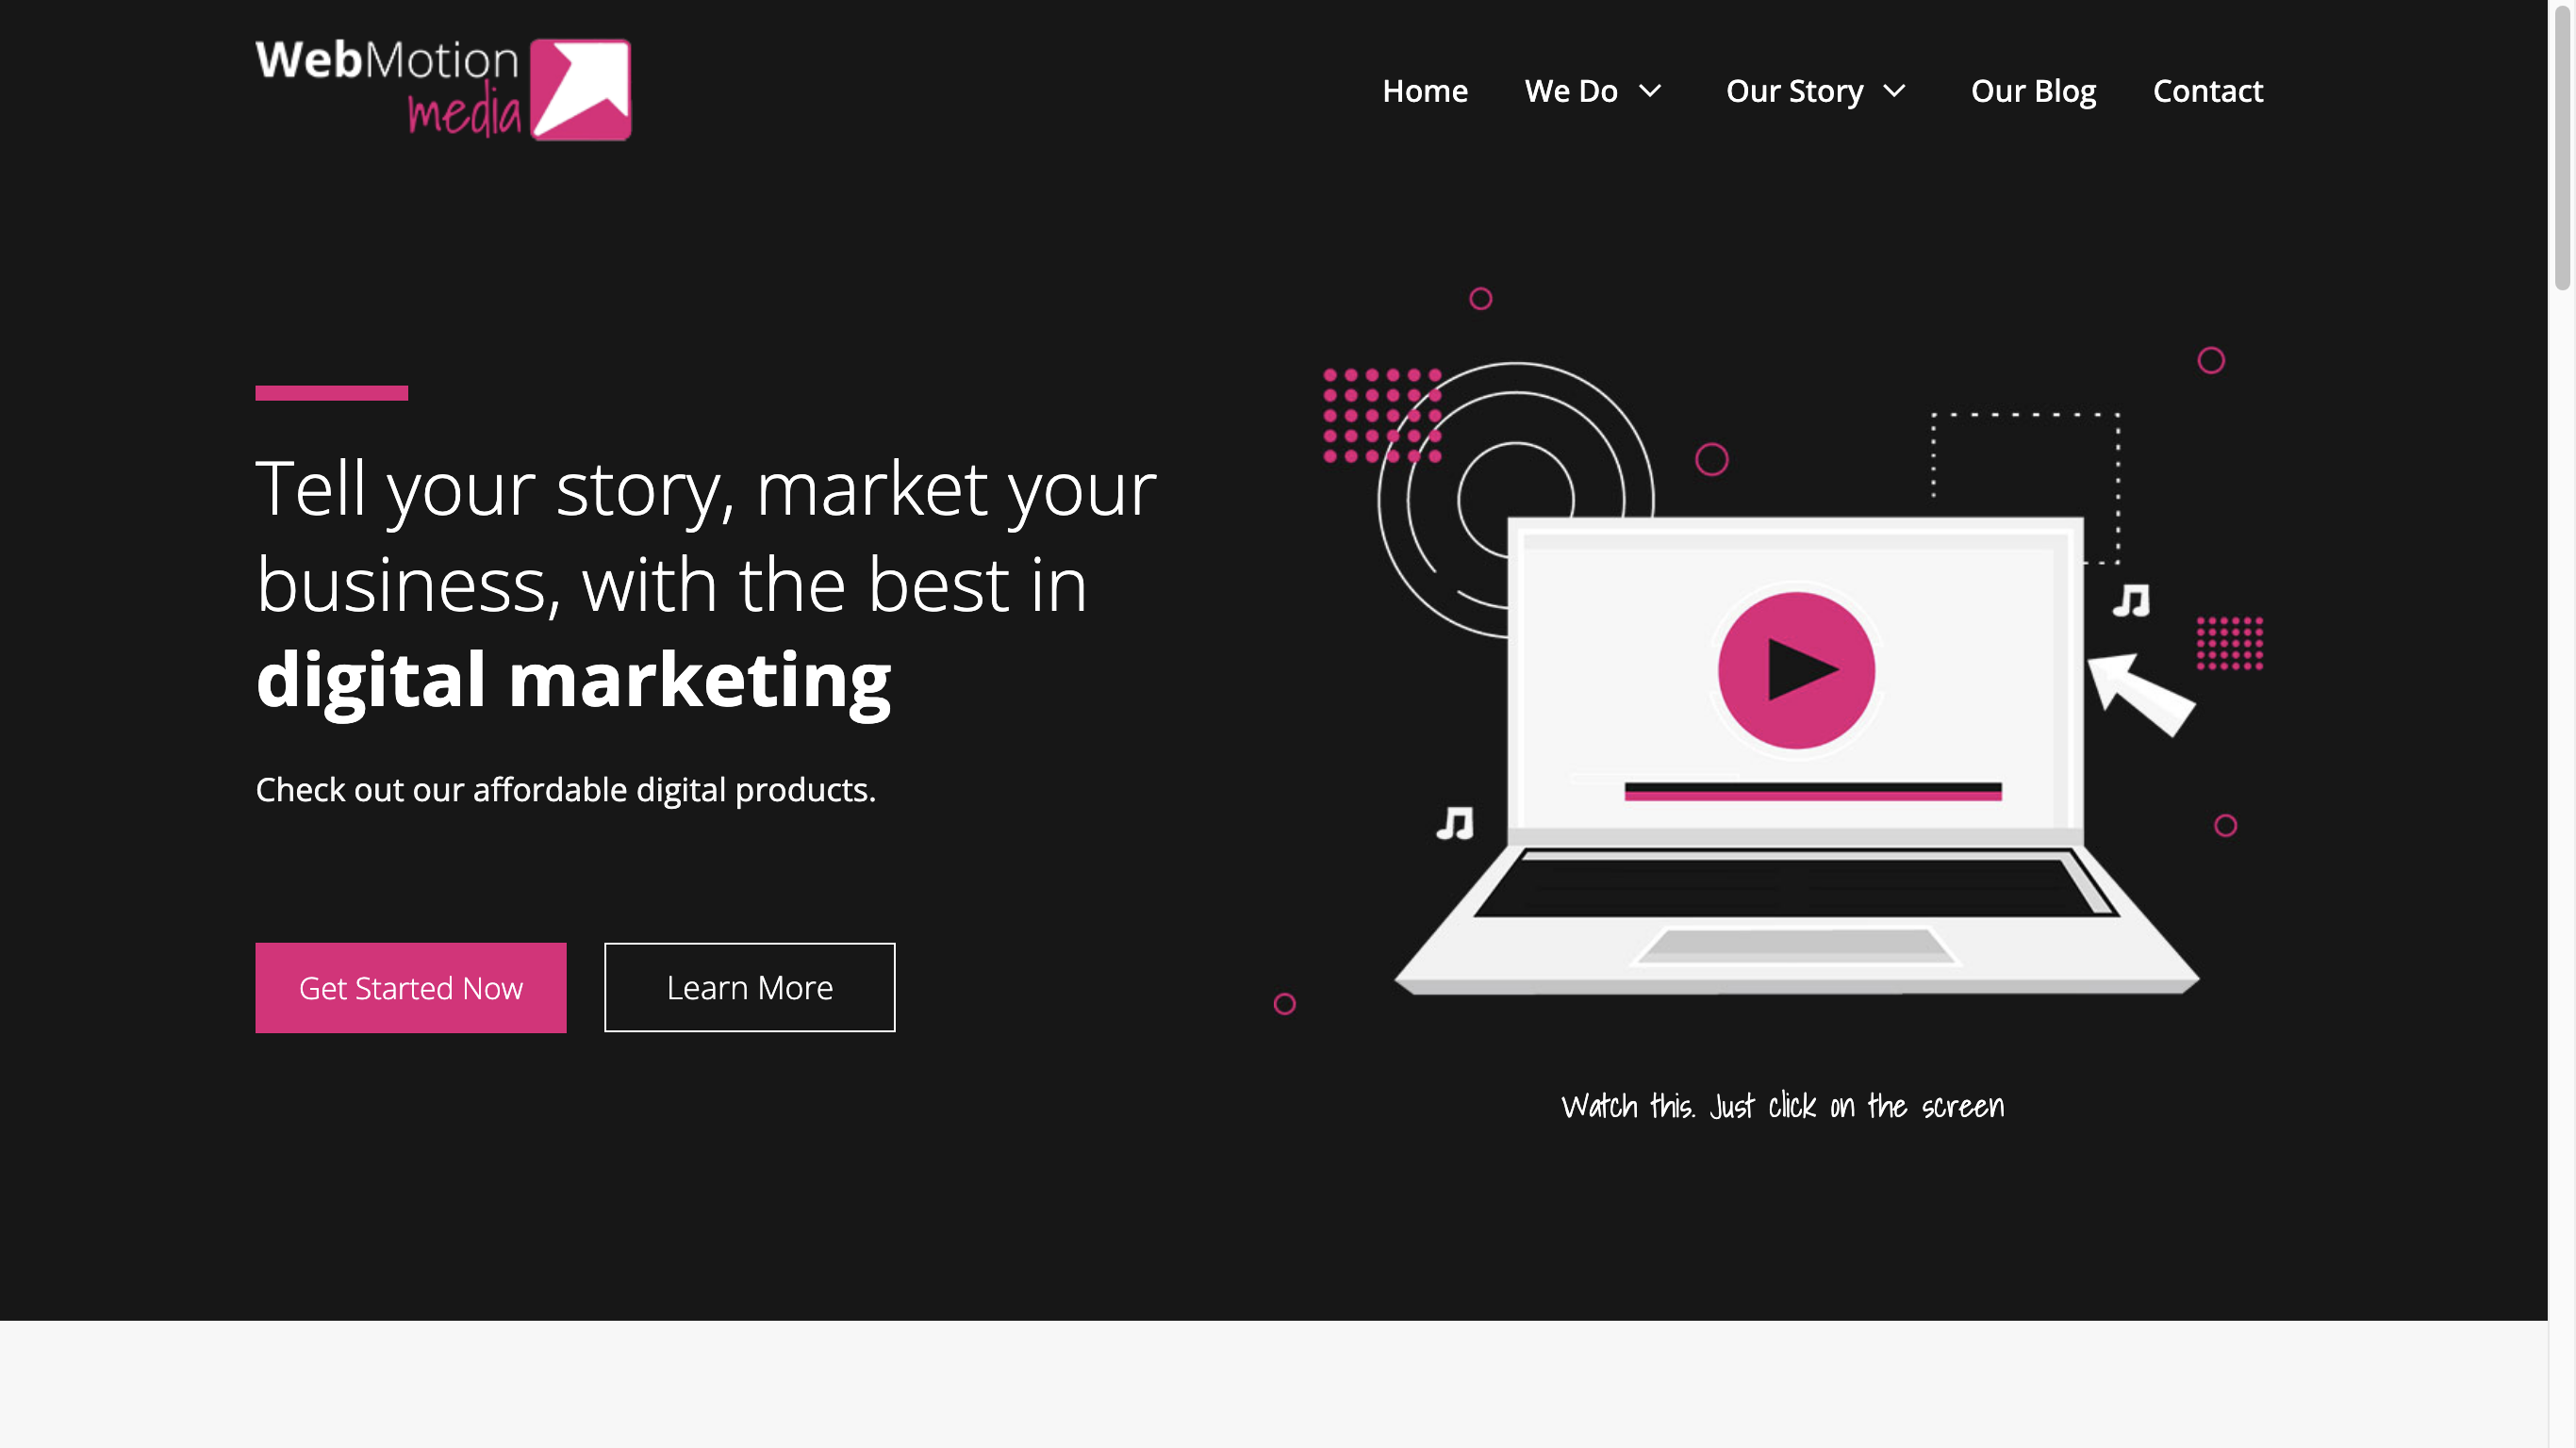 WebMotion
media
Home We Do Our Story Our Blog Contact
Tell your story, market your
business, with the best in
digital marketing
Check out our affordable digital products.
Get Started Now Learn More
Watch this. Just click on the screen